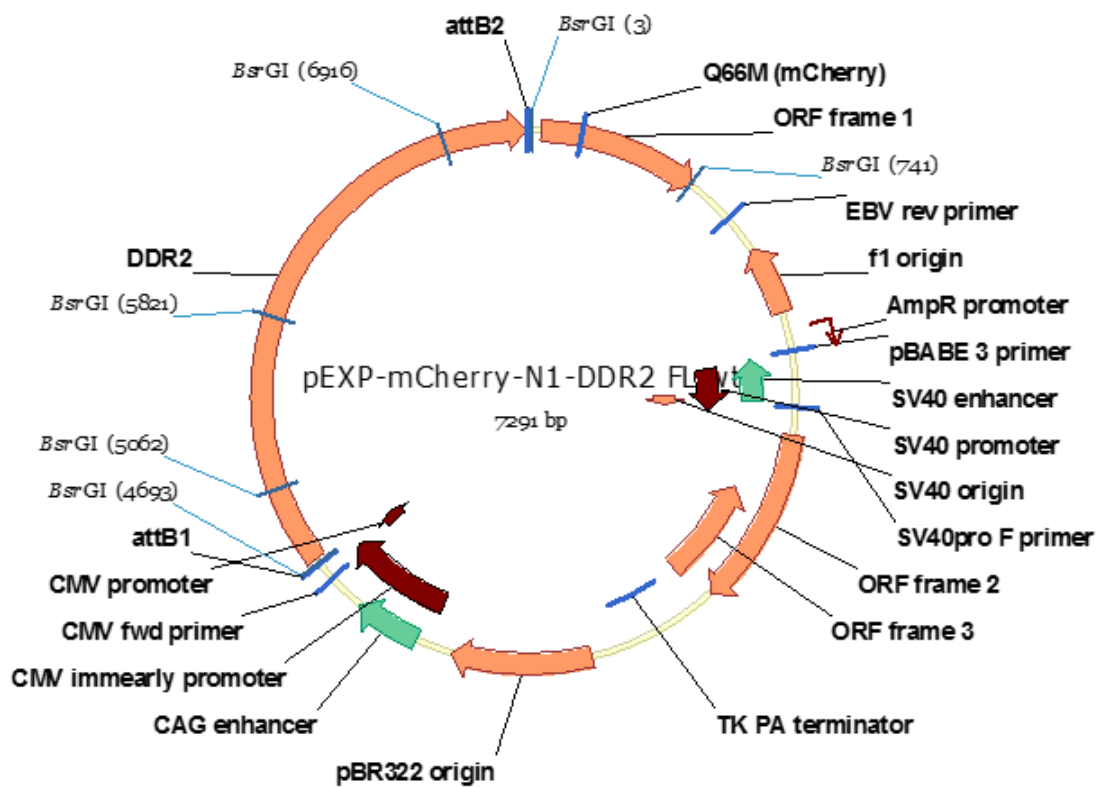 attB2
BsrGI (3)
BsrGI (6916)
Q66M (mCherry)
ORF frame 1
BsrGI (741)
EBV rev primer
DDR2
f1 origin
AmpR promoter
BsrGI (5821)
pBABE 3 primer
pEXP-mCherry-N1-DDR2 FL wt
SV40 enhancer
7291 bp
SV40 promoter
BsrGI (5062)
SV40 origin
BsrGI (4693)
attB1
SV40pro F primer
CMV promoter
ORF frame 2
CMV fwd primer
ORF frame 3
CMV immearly promoter
CAG enhancer
TK PA terminator
pBR322 origin